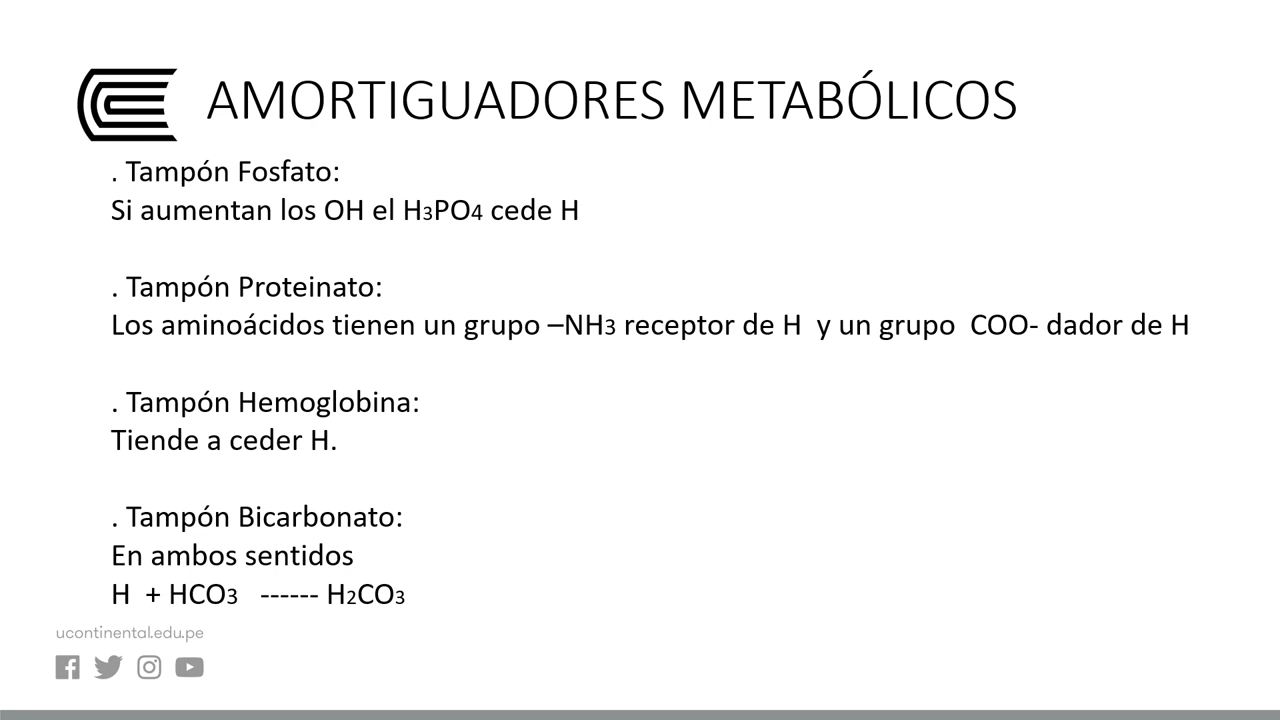 AMORTIGUADORES METABÓLICOS
. Tampón Fosfato:
Si aumentan los OH el H3PO4 cede H
. Tampón Proteinato:
Los aminoácidos tienen un grupo –NH3 receptor de H y un grupo COO- dador de H
. Tampón Hemoglobina:
Tiende a ceder H.
. Tampón Bicarbonato:
En ambos sentidos
H + HCO3 ------ H2CO3
ucontinental.edu.pe